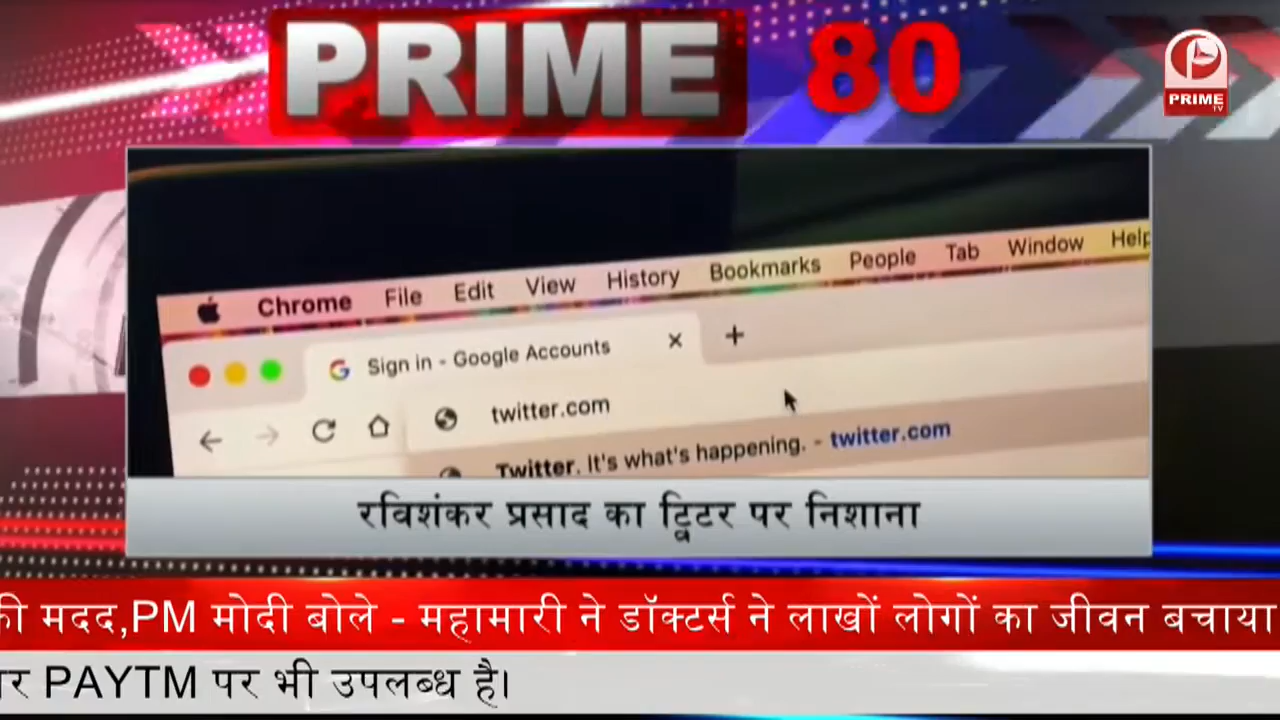 PRIME 80
PRIME
TV
Chrome File Edit View History Bookmarks People Tab Window Help
Sign in - Google Accounts
twitter.com
Twitter. It's what's happening. - twitter.com
रविशंकर प्रसाद का ट्विटर पर निशाना
मदद,PM मोदी बोले - महामारी ने डॉक्टर्स ने लाखों लोगों का जीवन बचाया
PAYTM पर भी उपलब्ध है।